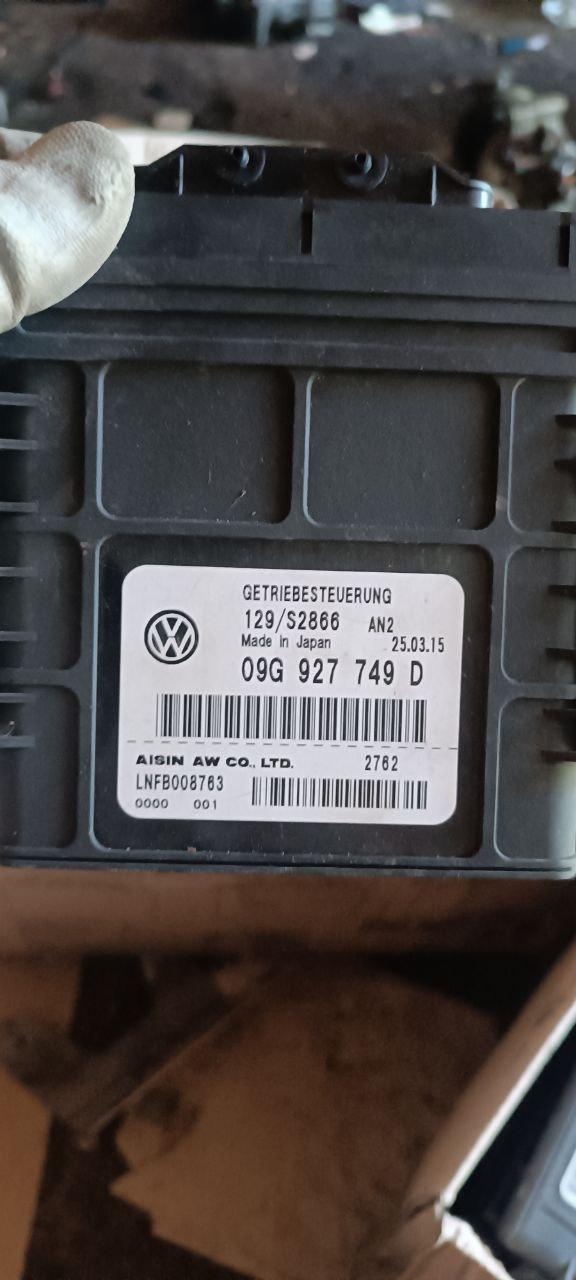 GETRIEBESTEUERUNG
129/S2866 AN2
Made in Japan 25.03.15
09G 927 749 D
AISIN AW CO., LTD. 2762
LNFB008763
0000 001